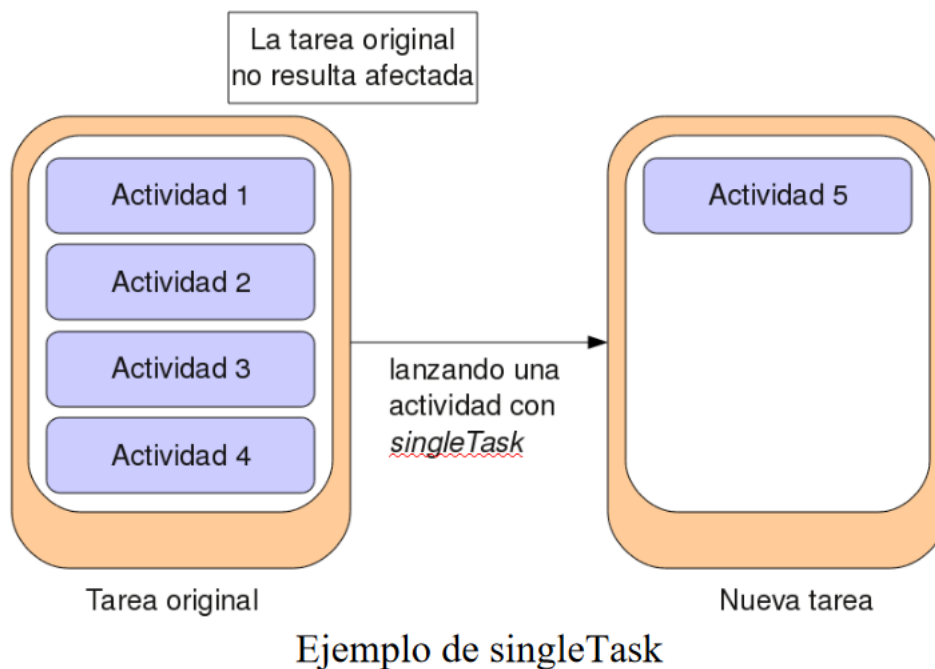 La tarea original
no resulta afectada
Actividad 1
Actividad 2
Actividad 3
Actividad 4
lanzando una
actividad con
singleTask
Actividad 5
Tarea original
Nueva tarea
Ejemplo de singleTask